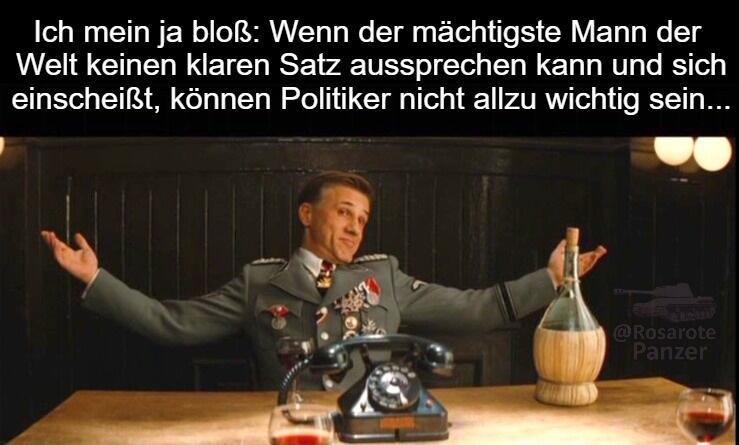 Ich mein ja bloß: Wenn der mächtigste Mann der
Welt keinen klaren Satz aussprechen kann und sich
einscheißt, können Politiker nicht allzu wichtig sein...
@Rosarote
Panzer